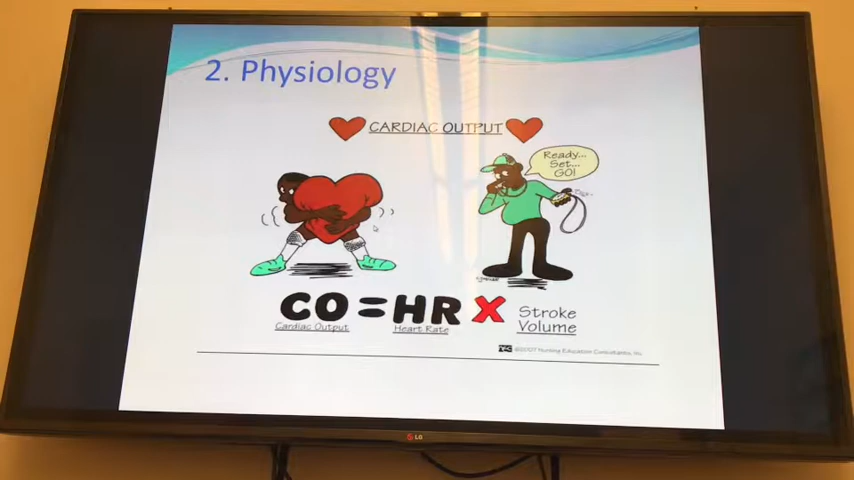 2. Physiology
CARDIAC OUTPUT
Ready...
Set...
GO!
CO = HR X Stroke
Volume
Cardiac Output
Heart Rate
©2007 Nursing Education Consultants, Inc.
LG